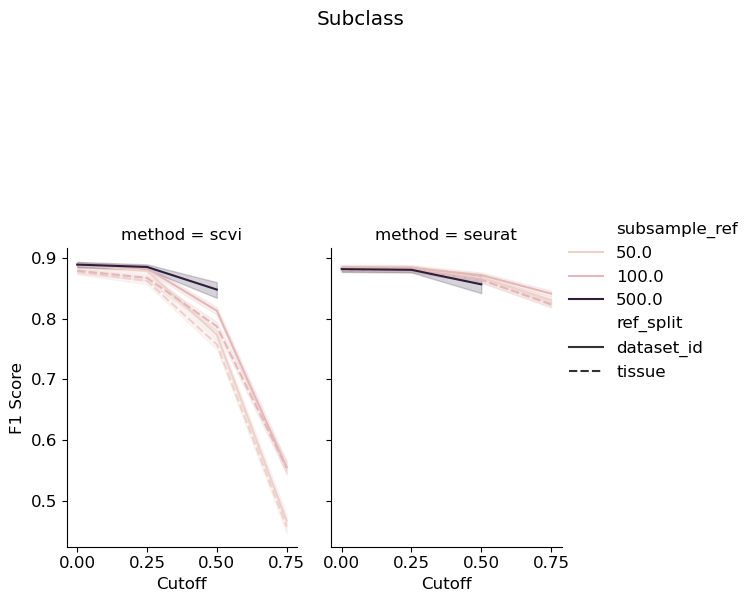 Subclass
method = scvi
method = seurat
F1 Score
0.9
0.8
0.7
0.6
0.5
0.00 0.25 0.50 0.75
0.00 0.25 0.50 0.75
Cutoff
Cutoff
subsample_ref
50.0
100.0
500.0
ref_split
dataset_id
tissue